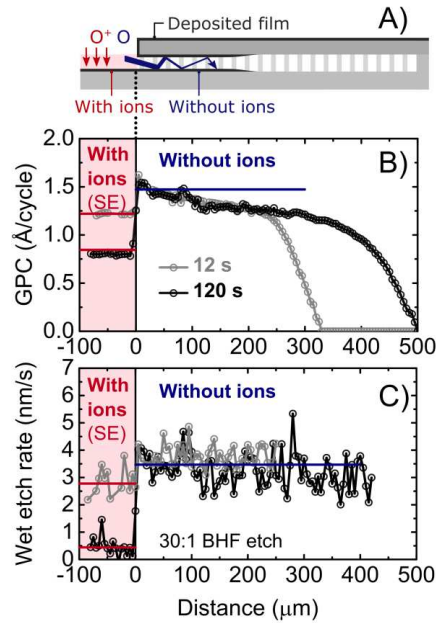 A)
Deposited film
O+ O
With ions Without ions
With
ions
(SE)
Without ions
B)
GPC (Å/cycle)
2.0
1.5
1.0
0.5
0.0
12 s
120 s
-100 0 100 200 300 400 500
With
ions
(SE)
Without ions
C)
Wet etch rate (nm/s)
7
6
5
4
3
2
1
0
30:1 BHF etch
-100 0 100 200 300 400 500
Distance (μm)